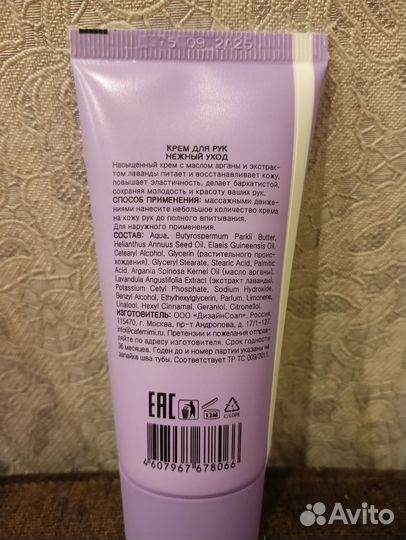 09 2025
КРЕМ ДЛЯ РУК
НЕЖНЫЙ УХОД
Насыщенный крем с маслом арганы и экстрак-
том лаванды питает и восстанавливает кожу,
повышает эластичность, делает бархатистой,
сохраняя молодость и красоту ваших рук.
СПОСОБ ПРИМЕНЕНИЯ: массажными движе-
ниями нанесите небольшое количество крема
на кожу рук до полного впитывания.
Для наружного применения.
СОСТАВ: Aqua, Butyrospermum Parkii Butter,
Helianthus Annuus Seed Oil, Elaeis Guineensis Oil,
Cetearyl Alcohol, Glycerin (растительного проис-
хождения), Glyceryl Stearate, Stearic Acid, Palmitic
Acid, Argania Spinosa Kernel Oil (масло арганы),
Lavandula Angustifolia Extract (экстракт лаванды),
Potassium Cetyl Phosphate, Sodium Hydroxide,
Benzyl Alcohol, Ethylhexylglycerin, Parfum, Limonene,
Linalool, Hexyl Cinnamal, Geraniol, Citronellol.
ИЗГОТОВИТЕЛЬ: ООО «ДизайнСоап», Россия,
115470, г. Москва, пр-т Андропова, д. 17/1-127.
info@cafemimi.ru. Претензии и пожелания отправ-
ляйте по адресу изготовителя. Срок годности
36 месяцев. Годен до и номер партии указаны на
запайке шва тубы. Соответствует ТР ТС 009/2011.
EAC
12M
C/LDPE
4607967678066
Avito